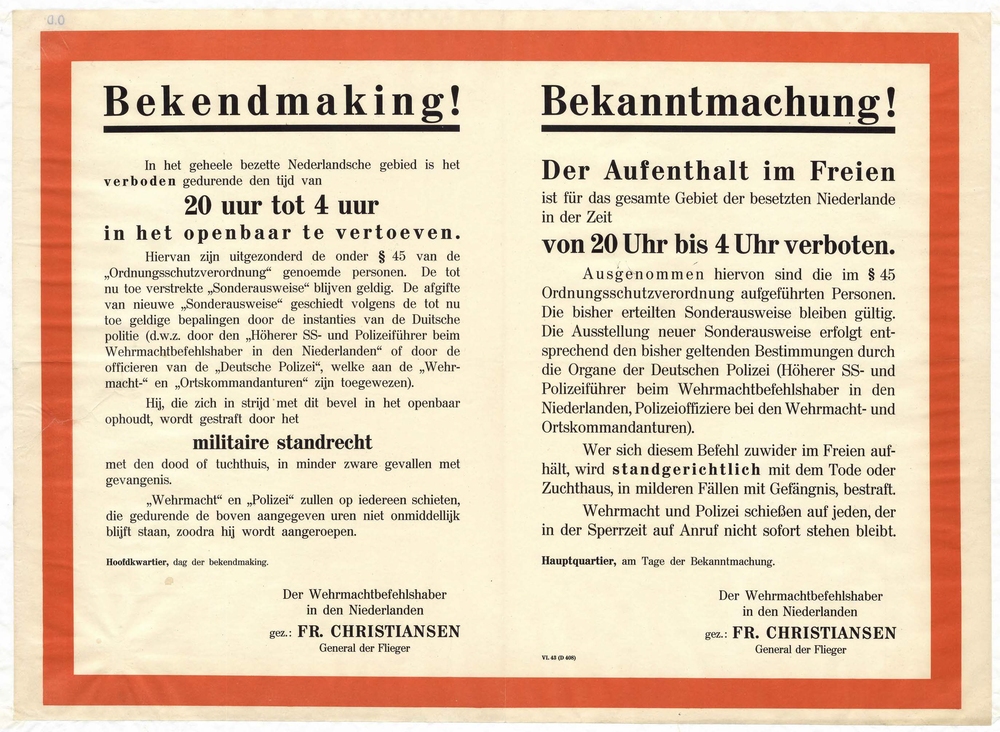 Bekendmaking!
In het geheele bezette Nederlandsche gebied is het
verboden gedurende den tijd van
20 uur tot 4 uur
in het openbaar te vertoeven.
Hiervan zijn uitgezonderd de onder § 45 van de
„Ordnungsschutzverordnung“ genoemde personen. De tot
nu toe verstrekte „Sonderausweise“ blijven geldig. De afgifte
van nieuwe „Sonderausweise“ geschiedt volgens de tot nu
toe geldige bepalingen door de instanties van de Duitsche
politie (d.w.z. door den „Höherer SS- und Polizeiführer beim
Wehrmachtbefehlshaber in den Niederlanden“ of door de
officieren van de „Deutsche Polizei“, welke aan de „Wehr-
macht-“ en „Ortskommandanturen“ zijn toegewezen).
Hij, die zich in strijd met dit bevel in het openbaar
ophoudt, wordt gestraft door het
militaire standrecht
met den dood of tuchthuis, in minder zware gevallen met
gevangenis.
„Wehrmacht“ en „Polizei“ zullen op iedereen schieten,
die gedurende de boven aangegeven uren niet onmiddellijk
blijft staan, zoodra hij wordt aangeroepen.
Hoofdkwartier, dag der bekendmaking.
Der Wehrmachtbefehlshaber
in den Niederlanden
gez.: FR. CHRISTIANSEN
General der Flieger
Bekanntmachung!
Der Aufenthalt im Freien
ist für das gesamte Gebiet der besetzten Niederlande
in der Zeit
von 20 Uhr bis 4 Uhr verboten.
Ausgenommen hiervon sind die im § 45
Ordnungsschutzverordnung aufgeführten Personen.
Die bisher erteilten Sonderausweise bleiben gültig.
Die Ausstellung neuer Sonderausweise erfolgt ent-
sprechend den bisher geltenden Bestimmungen durch
die Organe der Deutschen Polizei (Höherer SS- und
Polizeiführer beim Wehrmachtbefehlshaber in den
Niederlanden, Polizeioffiziere bei den Wehrmacht- und
Ortskommandanturen).
Wer sich diesem Befehl zuwider im Freien auf-
hält, wird standgerichtlich mit dem Tode oder
Zuchthaus, in milderen Fällen mit Gefängnis, bestraft.
Wehrmacht und Polizei schießen auf jeden, der
in der Sperrzeit auf Anruf nicht sofort stehen bleibt.
Hauptquartier, am Tage der Bekanntmachung.
Der Wehrmachtbefehlshaber
in den Niederlanden
gez.: FR. CHRISTIANSEN
General der Flieger
VI. 43 (D 408)